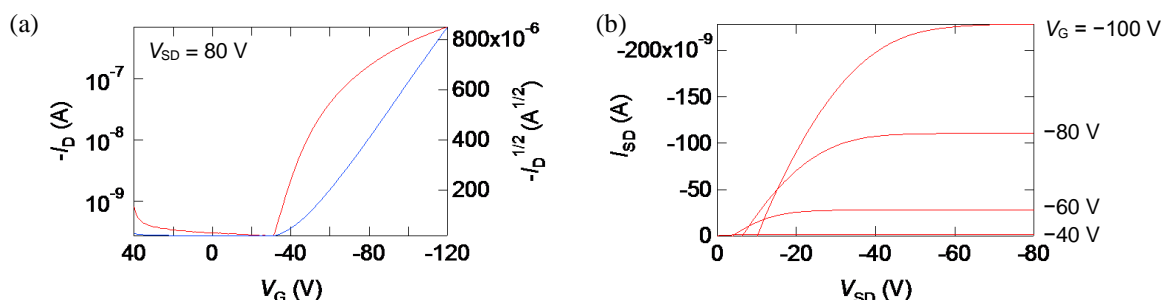 (a)
V_SD = 80 V
-I_D (A)
10⁻⁷
10⁻⁸
10⁻⁹
800x10⁻⁶
600
400
200
-I_D^1/2 (A^1/2)
40 0 -40 -80 -120
V_G (V)
(b)
I_SD (A)
-200x10⁻⁹
-150
-100
-50
0
V_G = −100 V
−80 V
−60 V
−40 V
0 -20 -40 -60 -80
V_SD (V)